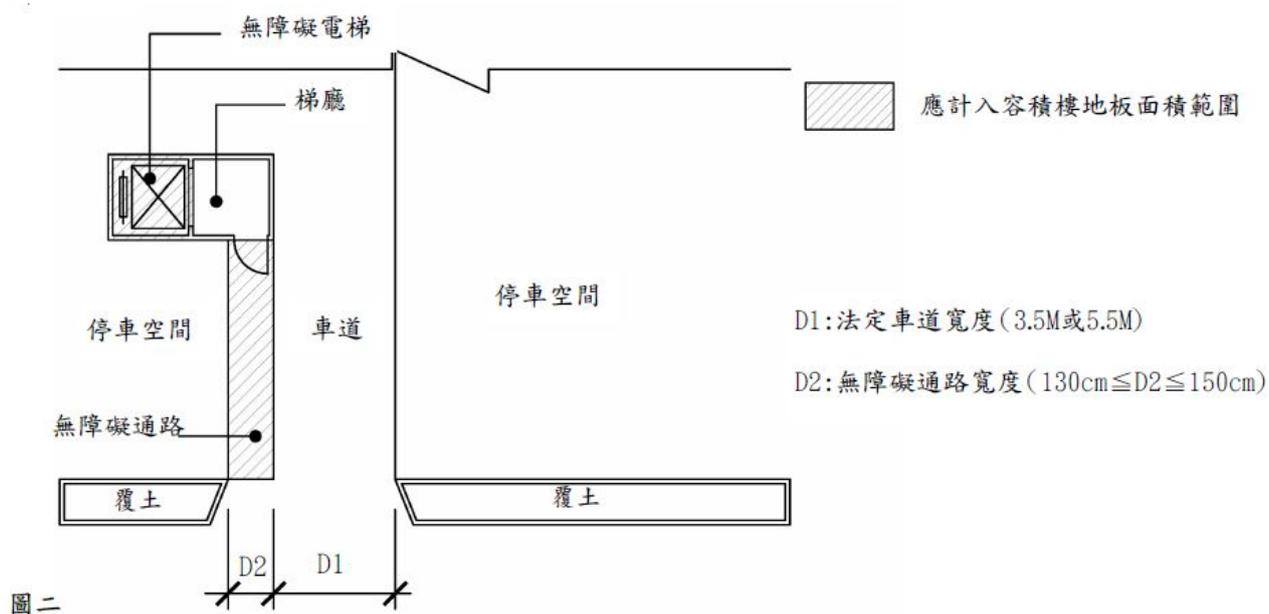 無障礙電梯
梯廳
應計入容積樓地板面積範圍
停車空間
停車空間
車道
D1:法定車道寬度(3.5M或5.5M)
D2:無障礙通路寬度(130cm≦D2≦150cm)
無障礙通路
覆土
覆土
D2
D1
圖二